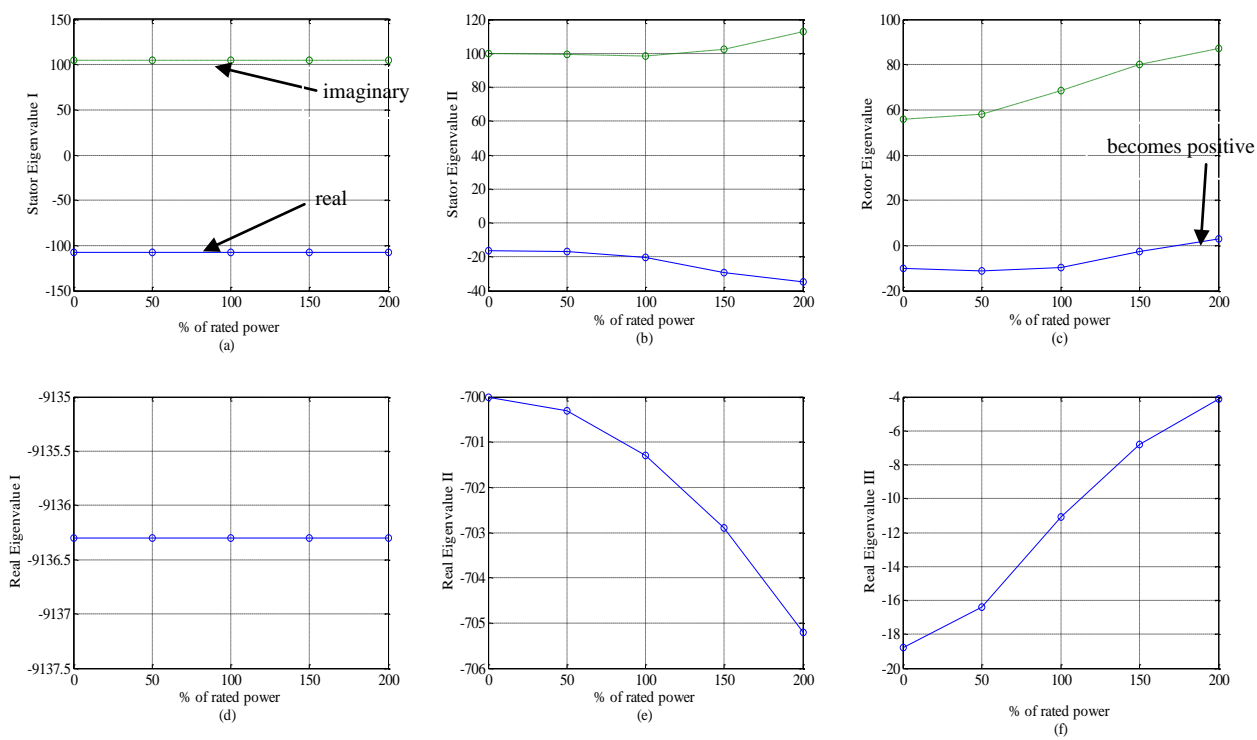 150
100
50
0
-50
-100
-150
0 50 100 150 200
Stator Eigenvalue I
imaginary
real
% of rated power
(a)
120
100
80
60
40
20
0
-20
-40
0 50 100 150 200
Stator Eigenvalue II
% of rated power
(b)
100
80
60
40
20
0
-20
0 50 100 150 200
Rotor Eigenvalue
becomes positive
% of rated power
(c)
-9135
-9135.5
-9136
-9136.5
-9137
-9137.5
0 50 100 150 200
Real Eigenvalue I
% of rated power
(d)
-700
-701
-702
-703
-704
-705
-706
0 50 100 150 200
Real Eigenvalue II
% of rated power
(e)
-4
-6
-8
-10
-12
-14
-16
-18
-20
0 50 100 150 200
Real Eigenvalue III
% of rated power
(f)